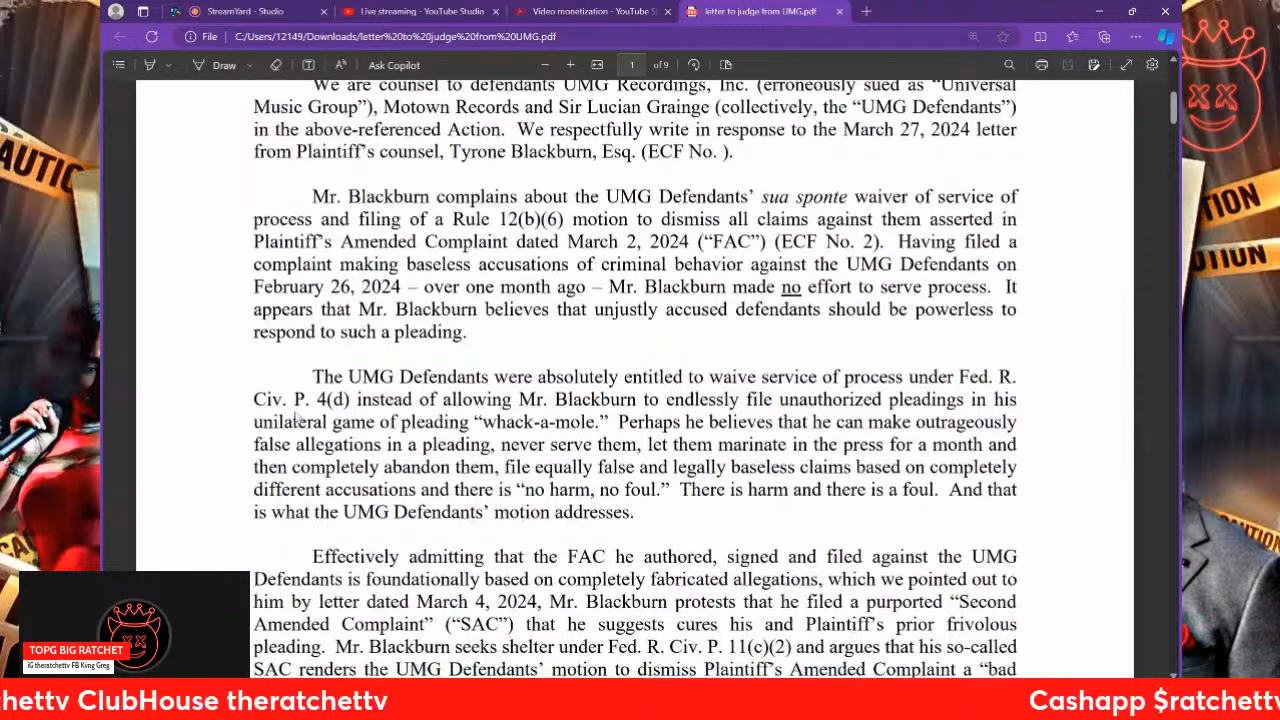 StreamYard - Studio
Live streaming - YouTube Studio
Video monetization - YouTube S
letter to judge from UMG.pdf
File
C:/Users/12149/Downloads/letter%20to%20judge%20from%20UMG.pdf
Draw
Ask Copilot
1 of 9
We are counsel to defendants UMG Recordings, Inc. (erroneously sued as “Universal
Music Group”), Motown Records and Sir Lucian Grainge (collectively, the “UMG Defendants”)
in the above-referenced Action. We respectfully write in response to the March 27, 2024 letter
from Plaintiff’s counsel, Tyrone Blackburn, Esq. (ECF No. ).
Mr. Blackburn complains about the UMG Defendants’ sua sponte waiver of service of
process and filing of a Rule 12(b)(6) motion to dismiss all claims against them asserted in
Plaintiff’s Amended Complaint dated March 2, 2024 (“FAC”) (ECF No. 2). Having filed a
complaint making baseless accusations of criminal behavior against the UMG Defendants on
February 26, 2024 – over one month ago – Mr. Blackburn made no effort to serve process. It
appears that Mr. Blackburn believes that unjustly accused defendants should be powerless to
respond to such a pleading.
The UMG Defendants were absolutely entitled to waive service of process under Fed. R.
Civ. P. 4(d) instead of allowing Mr. Blackburn to endlessly file unauthorized pleadings in his
unilateral game of pleading “whack-a-mole.” Perhaps he believes that he can make outrageously
false allegations in a pleading, never serve them, let them marinate in the press for a month and
then completely abandon them, file equally false and legally baseless claims based on completely
different accusations and there is “no harm, no foul.” There is harm and there is a foul. And that
is what the UMG Defendants’ motion addresses.
Effectively admitting that the FAC he authored, signed and filed against the UMG
Defendants is foundationally based on completely fabricated allegations, which we pointed out to
him by letter dated March 4, 2024, Mr. Blackburn protests that he filed a purported “Second
Amended Complaint” (“SAC”) that he suggests cures his and Plaintiff’s prior frivolous
pleading. Mr. Blackburn seeks shelter under Fed. R. Civ. P. 11(c)(2) and argues that his so-called
SAC renders the UMG Defendants’ motion to dismiss Plaintiff’s Amended Complaint a “bad
TOPG BIG RATCHET
iG theratchettv FB King Greg
chettv ClubHouse theratchettv
Cashapp $ratchettv
AUTIO
TION
UTION